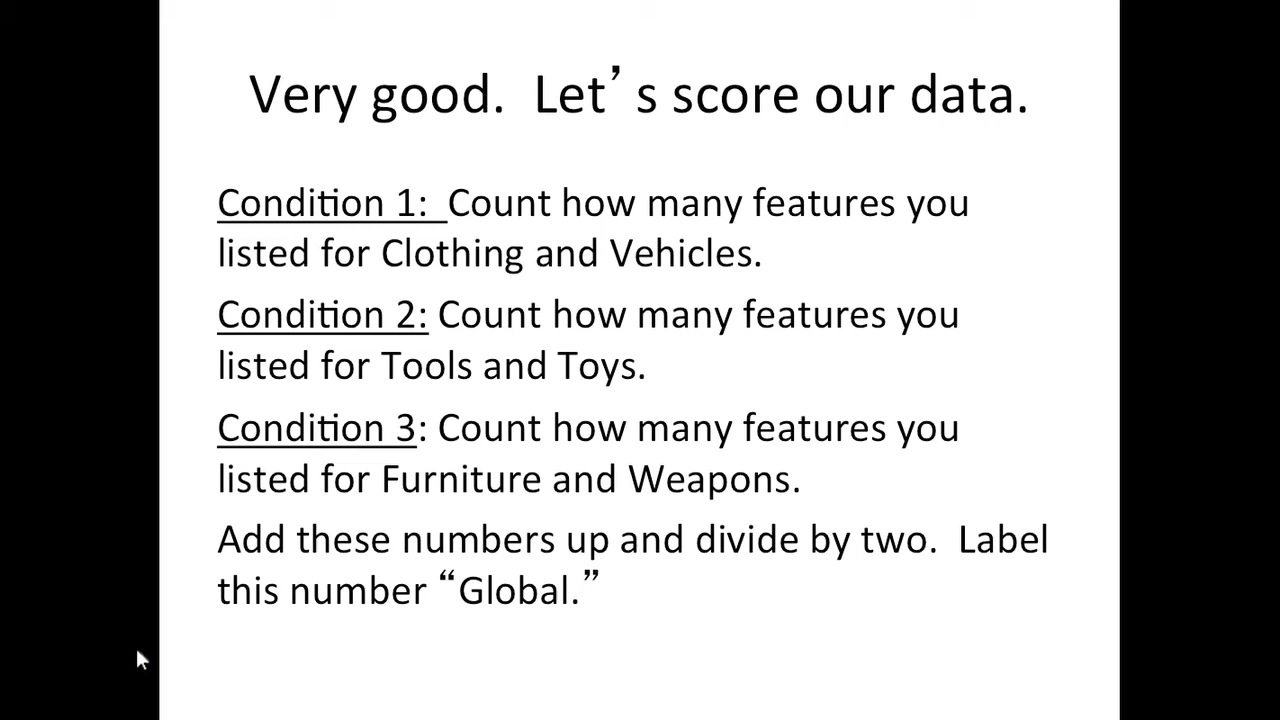 Very good.  Let’s score our data.
Condition 1:  Count how many features you
listed for Clothing and Vehicles.
Condition 2: Count how many features you
listed for Tools and Toys.
Condition 3: Count how many features you
listed for Furniture and Weapons.
Add these numbers up and divide by two.  Label
this number “Global.”